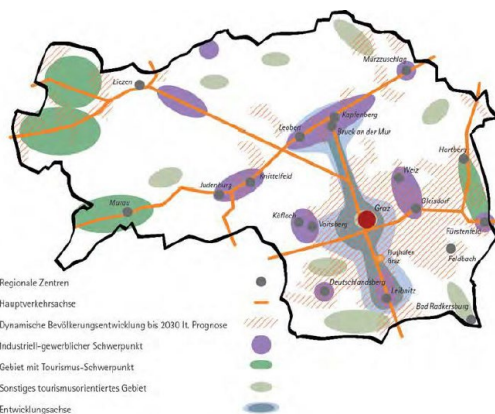 Mürzzuschlag
Liezen
Kapfenberg
Bruck an der Mur
Leoben
Hartberg
Knittelfeld
Judenburg
Weiz
Murau
Gleisdorf
Köflach
Voitsberg
Graz
Fürstenfeld
Flughafen
Graz
Feldbach
Deutschlandsberg
Leibnitz
Bad Radkersburg
Regionale Zentren
Hauptverkehrsachse
Dynamische Bevölkerungsentwicklung bis 2030 lt. Prognose
Industriell-gewerblicher Schwerpunkt
Gebiet mit Tourismus-Schwerpunkt
Sonstiges tourismusorientiertes Gebiet
Entwicklungsachse